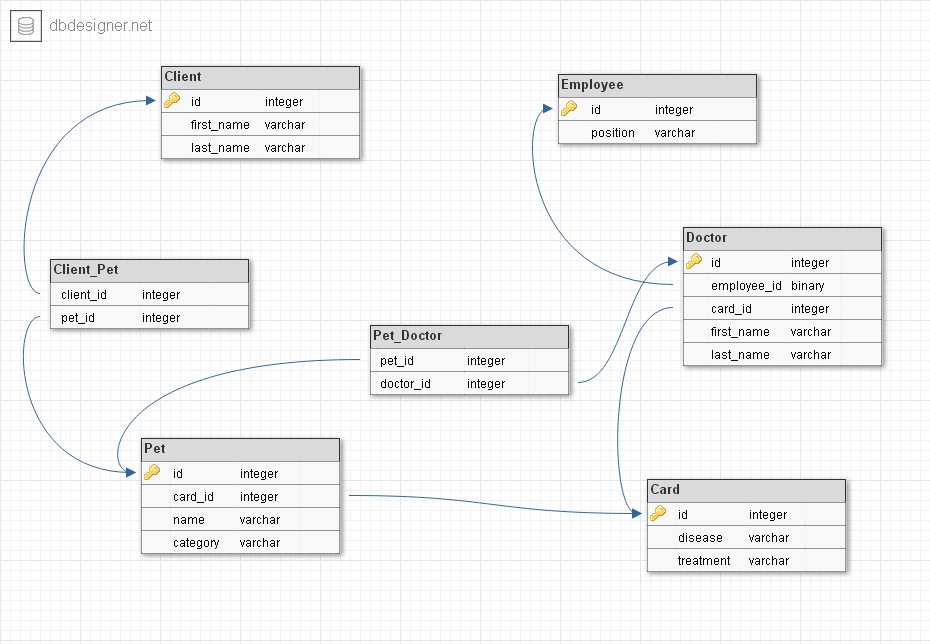 dbdesigner.net
Client
id integer
first_name varchar
last_name varchar
Employee
id integer
position varchar
Doctor
id integer
employee_id binary
card_id integer
first_name varchar
last_name varchar
Client_Pet
client_id integer
pet_id integer
Pet_Doctor
pet_id integer
doctor_id integer
Pet
id integer
card_id integer
name varchar
category varchar
Card
id integer
disease varchar
treatment varchar